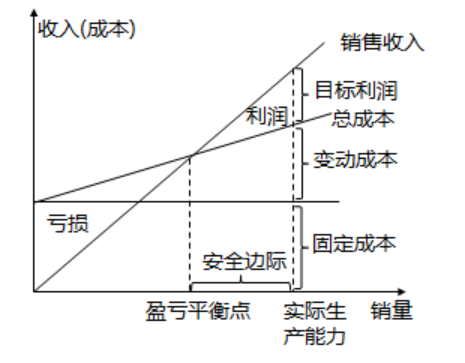 收入(成本)
销售收入
目标利润
利润
总成本
变动成本
亏损
固定成本
安全边际
盈亏平衡点
实际生
产能力
销量